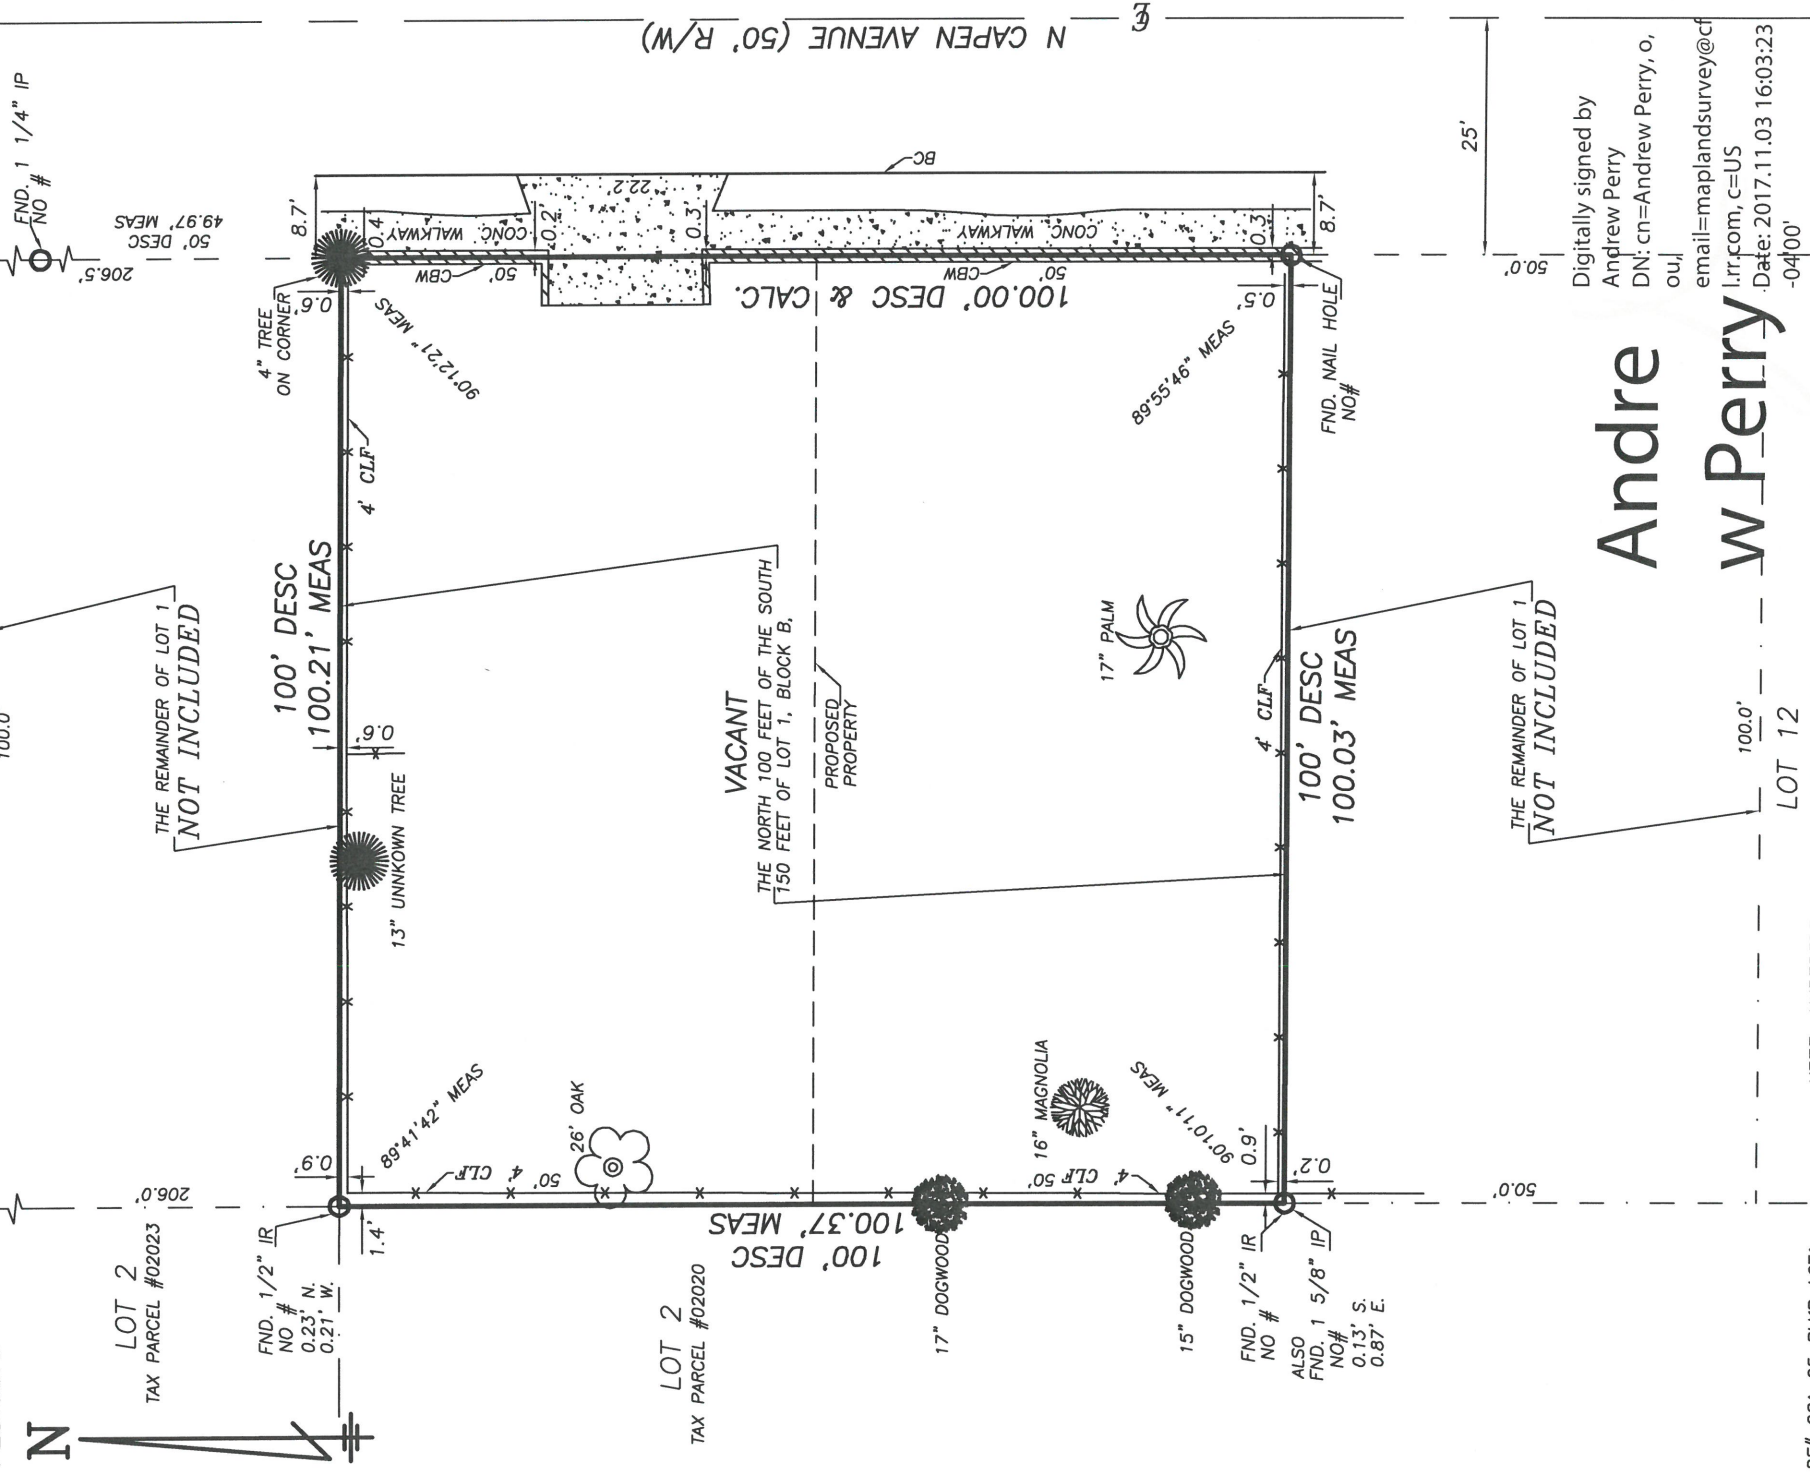 N CAPEN AVENUE (50' R/W)
FND. 1 1/4" IP
NO #
50' DESC
49.97' MEAS
206.5'
100.0'
THE REMAINDER OF LOT 1
NOT INCLUDED
4" TREE
ON CORNER
8.7'
0.4
CONC. WALKWAY
CBW
50'
0.2
22.2'
0.3
BC
CONC. WALKWAY
CBW
50'
0.3
8.7'
25'
100.00' DESC & CALC.
0.6'
90°12'21" MEAS
4' CLF
100' DESC
100.21' MEAS
0.6'
13" UNNKOWN TREE
0.5'
89°55'46" MEAS
FND. NAIL HOLE
NO#
50.0'
VACANT
THE NORTH 100 FEET OF THE SOUTH
150 FEET OF LOT 1, BLOCK B,
PROPOSED
PROPERTY
17" PALM
4' CLF
100' DESC
100.03' MEAS
THE REMAINDER OF LOT 1
NOT INCLUDED
100.0'
LOT 12
89°41'42" MEAS
0.9'
4' CLF
50'
26' OAK
16" MAGNOLIA
90°10'11" MEAS
4' CLF 50'
0.9'
0.2'
50.0'
206.0'
1.4'
100' DESC
100.37' MEAS
17" DOGWOOD
15" DOGWOOD
LOT 2
TAX PARCEL #02023
FND. 1/2" IR
NO #
0.23' N.
0.21' W.
LOT 2
TAX PARCEL #02020
FND. 1/2" IR
NO #
ALSO
FND. 1 5/8" IP
NO#
0.13' S.
0.87' E.
N
Andre
w Perry
Digitally signed by
Andrew Perry
DN: cn=Andrew Perry, o,
ou,
email=maplandsurvey@cf
l.rr.com, c=US
Date: 2017.11.03 16:03:23
-04'00'